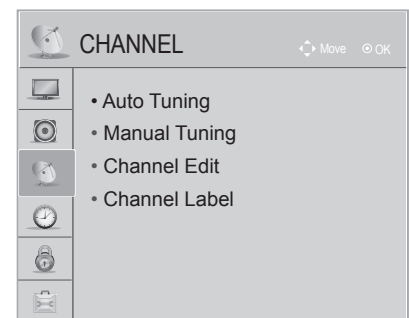 CHANNEL Move OK
• Auto Tuning
• Manual Tuning
• Channel Edit
• Channel Label